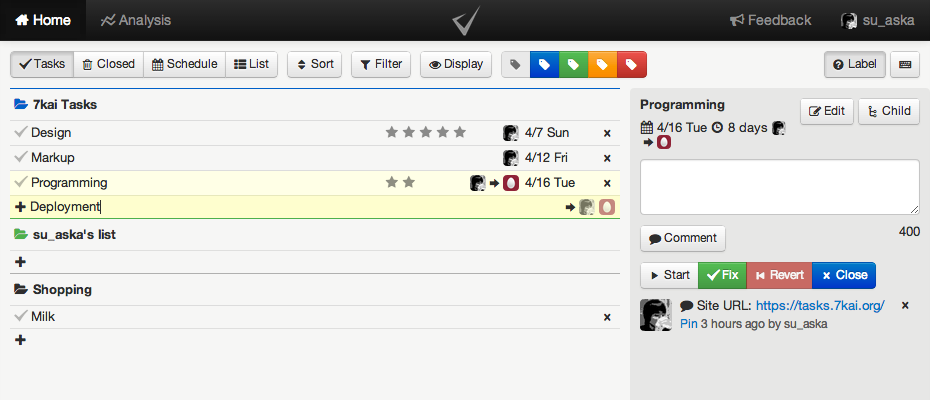 Home Analysis Feedback su_aska
Tasks Closed Schedule List Sort Filter Display Label
7kai Tasks
Design 4/7 Sun ×
Markup 4/12 Fri ×
Programming 4/16 Tue ×
Deployment
su_aska's list
Shopping
Milk ×
Programming
Edit Child
4/16 Tue 8 days
Comment 400
Start Fix Revert Close
Site URL: https://tasks.7kai.org/ ×
Pin 3 hours ago by su_aska